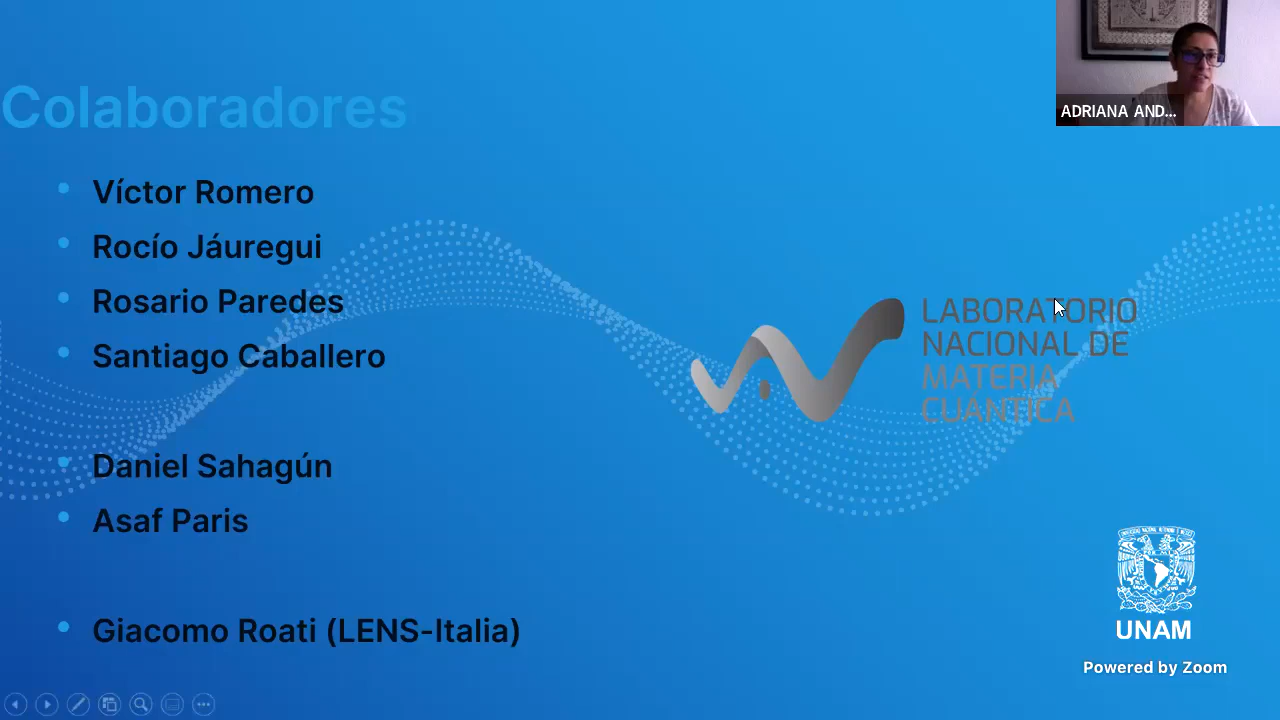 Colaboradores
ADRIANA AND...
• Víctor Romero
• Rocío Jáuregui
• Rosario Paredes
• Santiago Caballero
• Daniel Sahagún
• Asaf Paris
• Giacomo Roati (LENS-Italia)
LABORATORIO
NACIONAL DE
MATERIA
CUÁNTICA
UNAM
Powered by Zoom